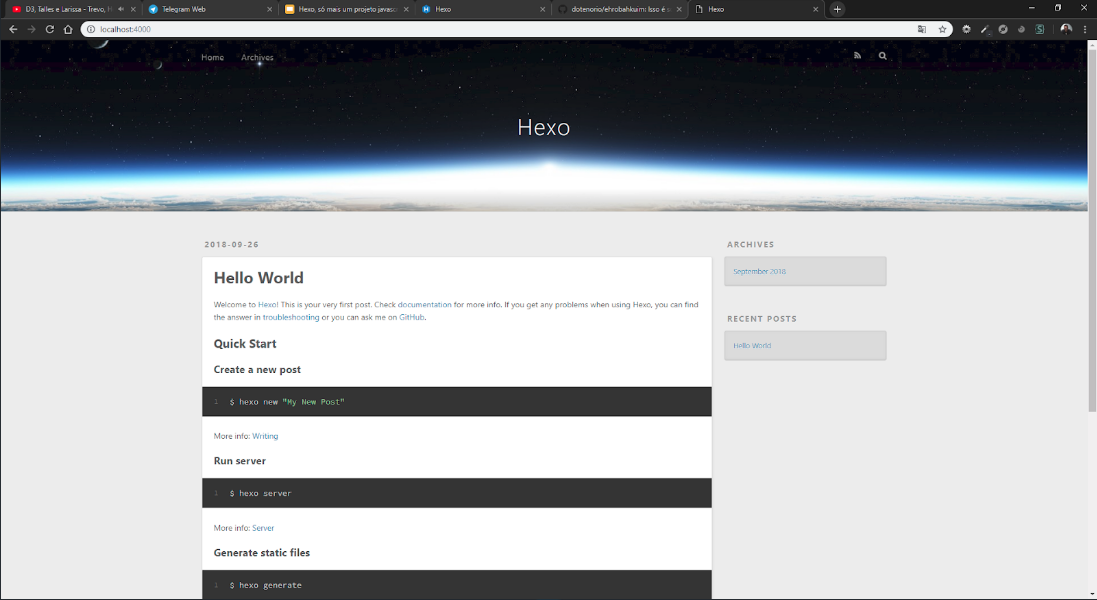 D3, Talles e Larissa – Trevo, H
Telegram Web
Hexo, só mais um projeto javasc
Hexo
dotenorio/ehrobahkuim: Isso é s
Hexo
localhost:4000
Home
Archives
Hexo
2018-09-26
Hello World
Welcome to Hexo! This is your very first post. Check documentation for more info. If you get any problems when using Hexo, you can find
the answer in troubleshooting or you can ask me on GitHub.
Quick Start
Create a new post
1 $ hexo new "My New Post"
More info: Writing
Run server
1 $ hexo server
More info: Server
Generate static files
1 $ hexo generate
ARCHIVES
September 2018
RECENT POSTS
Hello World